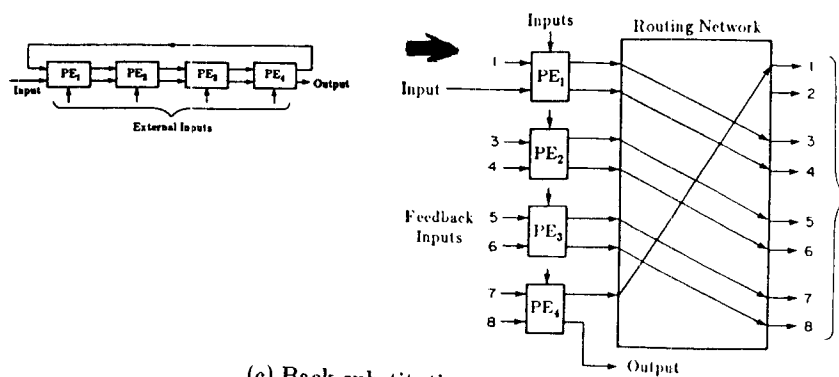 PE1 PE2 PE3 PE4
Input
Output
External Inputs
Inputs
Routing Network
1
PE1
Input
3
4
PE2
Feedback
Inputs
5
6
PE3
7
8
PE4
1
2
3
4
5
6
7
8
Output
(c) Back